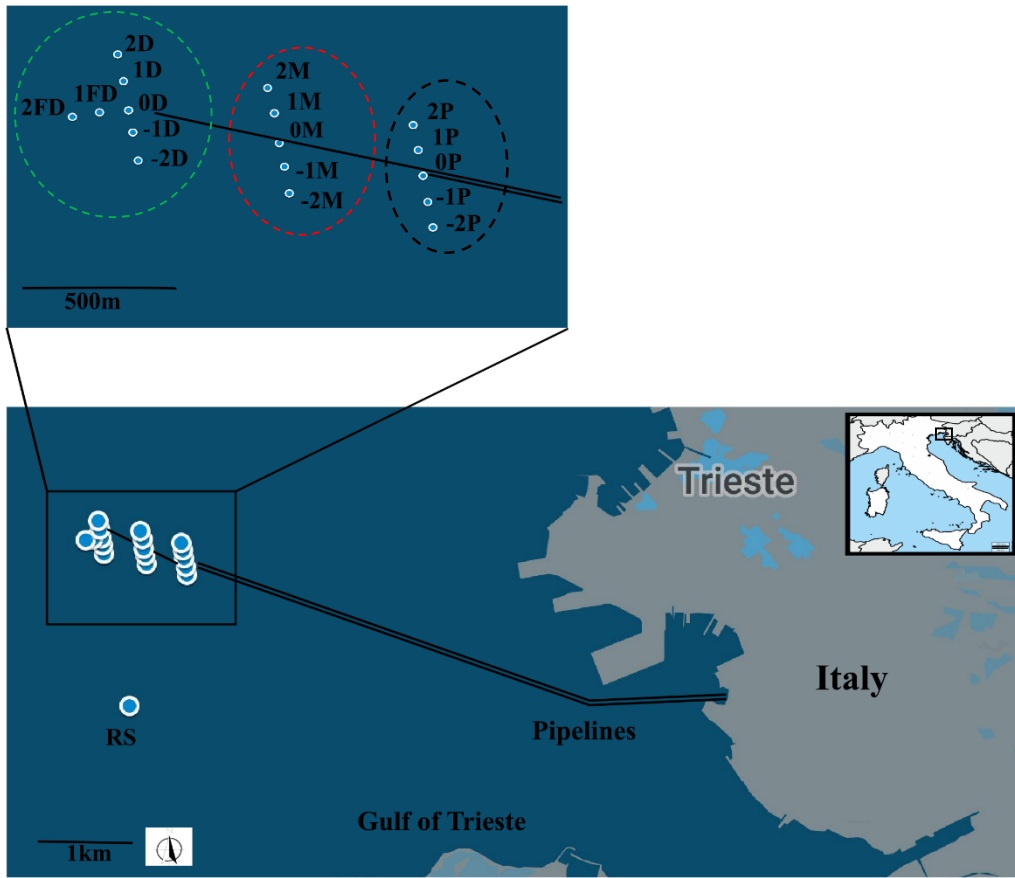 2D
1D
1FD
2FD
0D
-1D
-2D
2M
1M
0M
-1M
-2M
2P
1P
0P
-1P
-2P
500m
Trieste
Italy
RS
Pipelines
Gulf of Trieste
1km